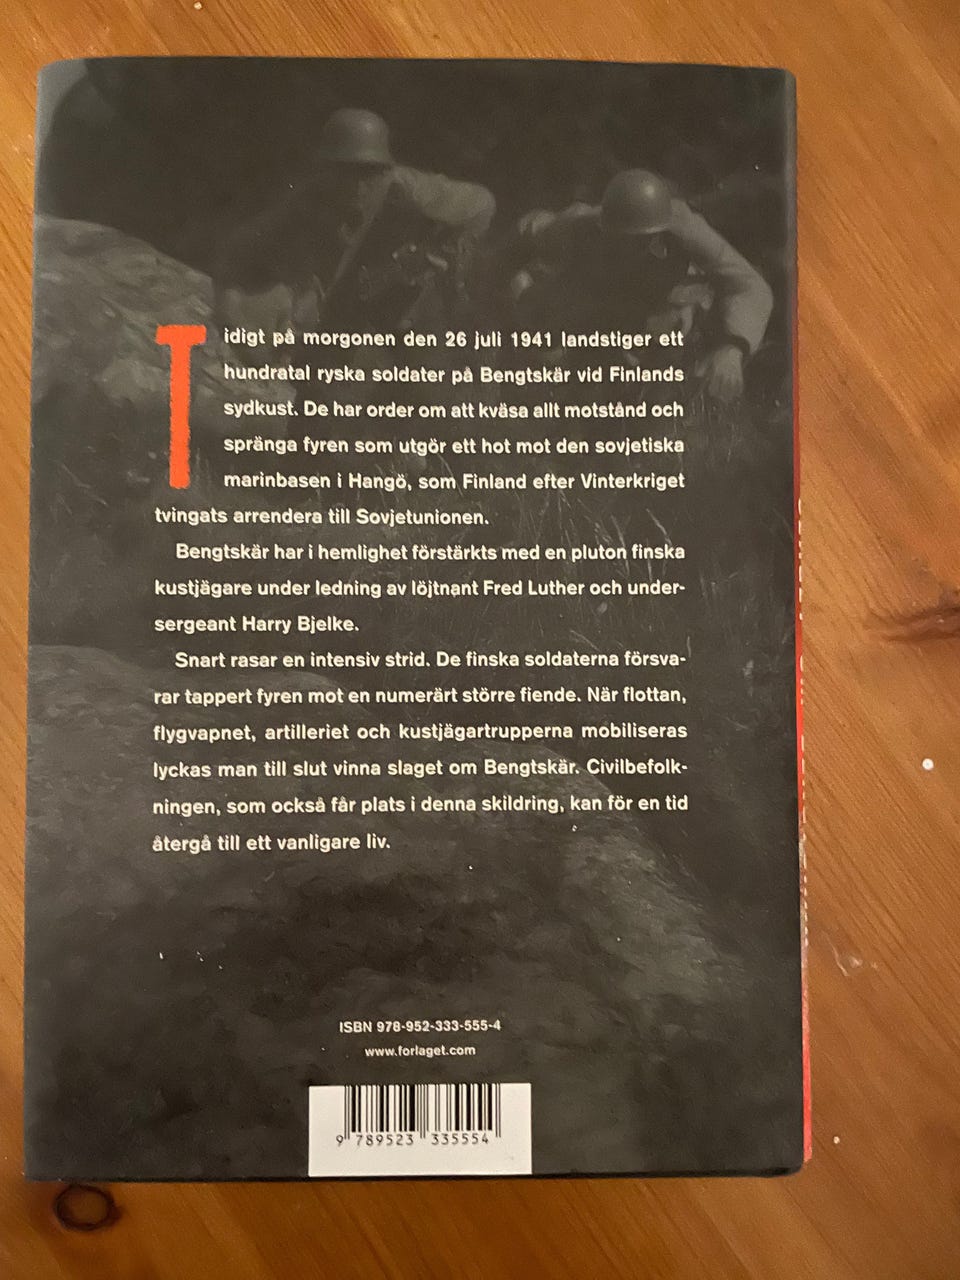 Tidigt på morgonen den 26 juli 1941 landstiger ett
hundratal ryska soldater på Bengtskär vid Finlands
sydkust. De har order om att kväsa allt motstånd och
spränga fyren som utgör ett hot mot den sovjetiska
marinbasen i Hangö, som Finland efter Vinterkriget
tvingats arrendera till Sovjetunionen.
Bengtskär har i hemlighet förstärkts med en pluton finska
kustjägare under ledning av löjtnant Fred Luther och under-
sergeant Harry Bjelke.
Snart rasar en intensiv strid. De finska soldaterna försva-
rar tappert fyren mot en numerärt större fiende. När flottan,
flygvapnet, artilleriet och kustjägartrupperna mobiliseras
lyckas man till slut vinna slaget om Bengtskär. Civilbefolk-
ningen, som också får plats i denna skildring, kan för en tid
återgå till ett vanligare liv.
ISBN 978-952-333-555-4
www.forlaget.com
9 789523 335554